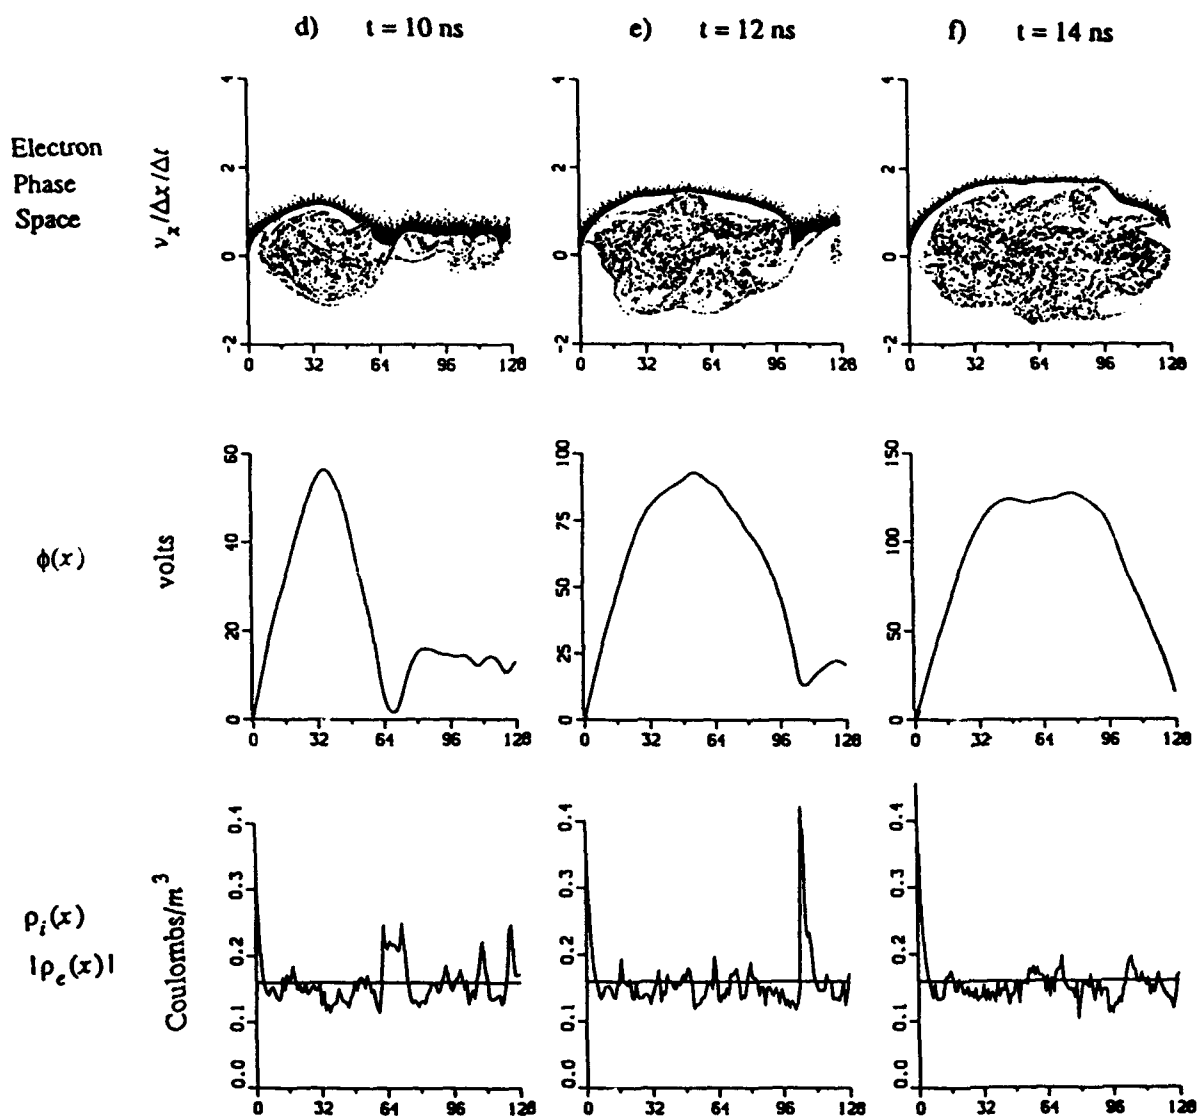 d) t = 10 ns e) t = 12 ns f) t = 14 ns
Electron
Phase
Space
v_x/Δx/Δt
-2 0 2 4
0 32 64 96 128
-2 0 2 4
0 32 64 96 128
-2 0 2 4
0 32 64 96 128
ϕ(x)
volts
0 20 40 60
0 32 64 96 128
0 25 50 75 100
0 32 64 96 128
0 50 100 150
0 32 64 96 128
ρ_i(x)
|ρ_e(x)|
Coulombs/m³
0.0 0.1 0.2 0.3 0.4
0 32 64 96 128
0.0 0.1 0.2 0.3 0.4
0 32 64 96 128
0.0 0.1 0.2 0.3 0.4
0 32 64 96 128